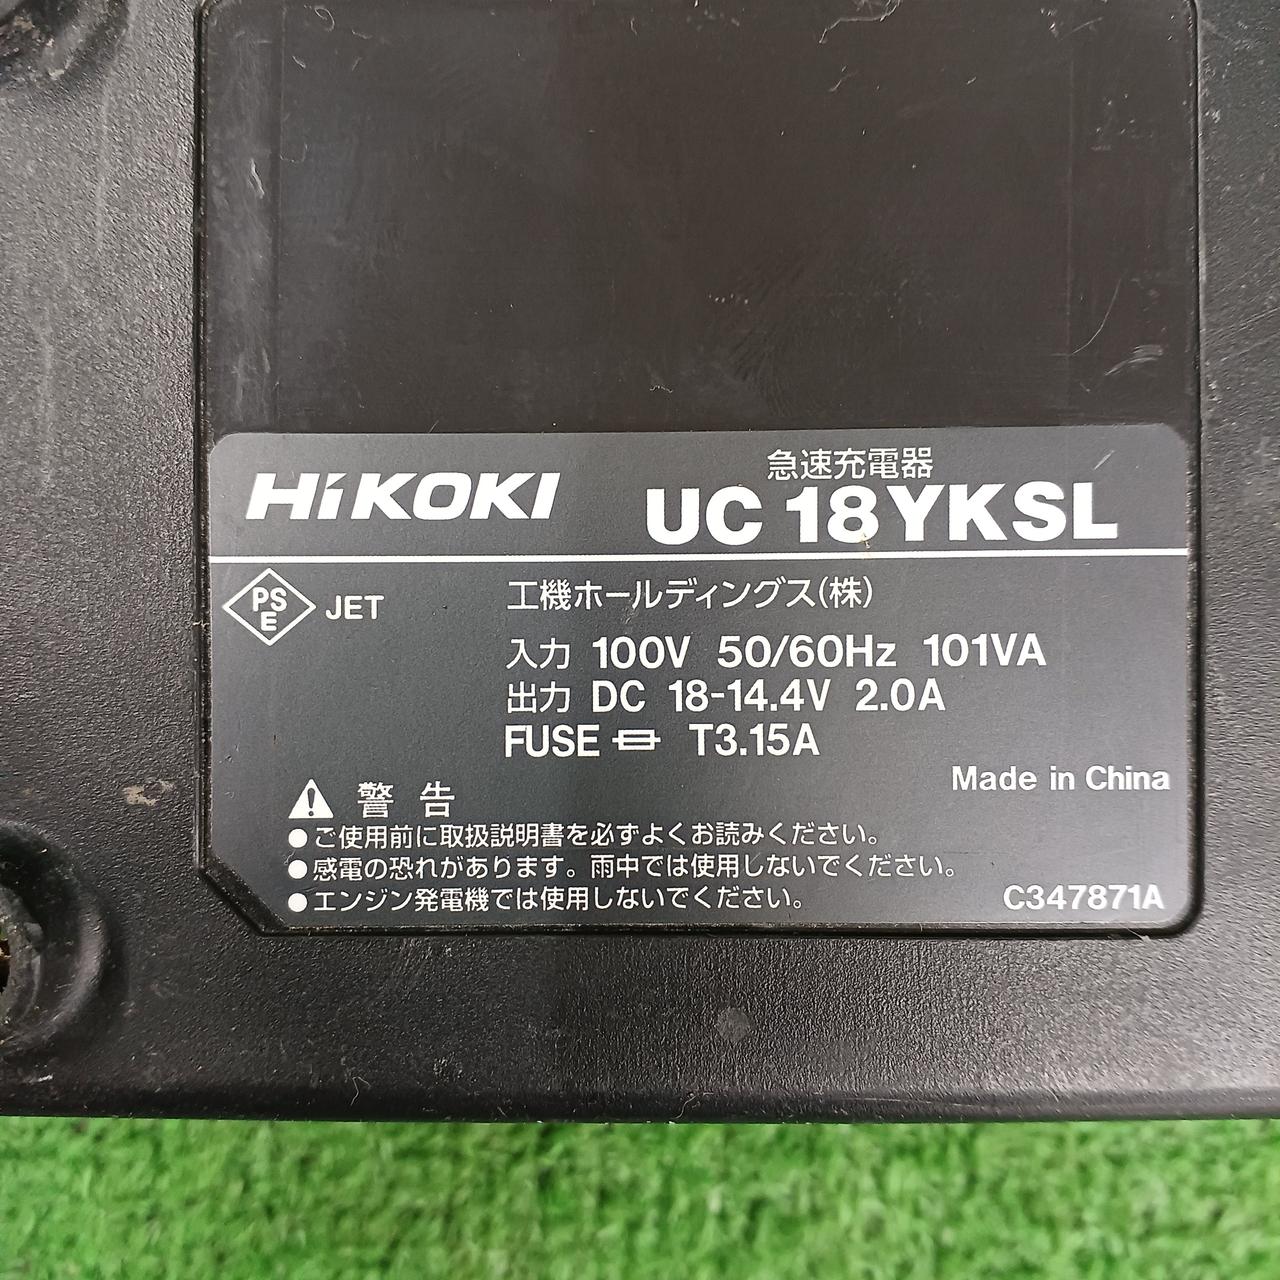 HiKOKI
急速充電器
UC 18YKSL
PS
E
JET
工機ホールディングス(株)
入力 100V 50/60Hz 101VA
出力 DC 18-14.4V 2.0A
FUSE T3.15A
Made in China
警告
●ご使用前に取扱説明書を必ずよくお読みください。
●感電の恐れがあります。雨中では使用しないでください。
●エンジン発電機では使用しないでください。
C347871A